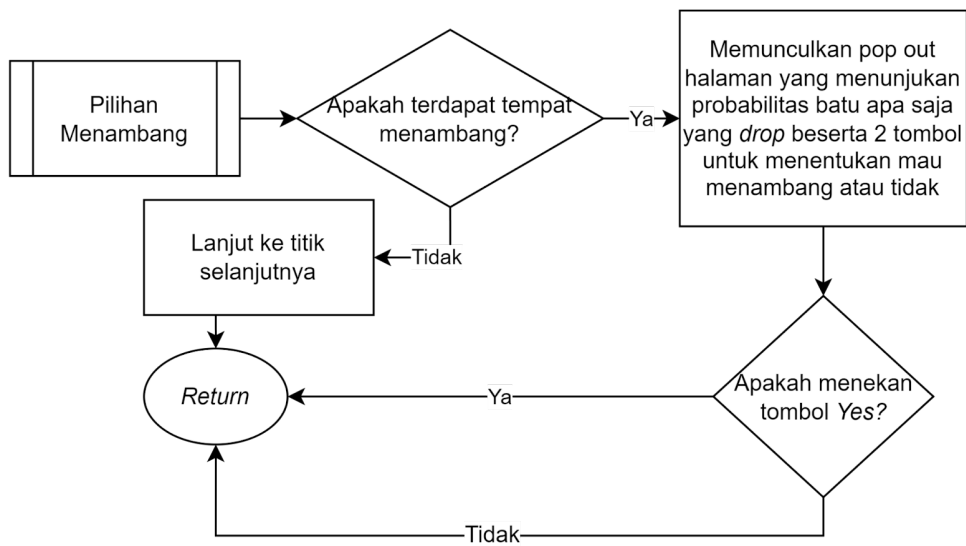 Pilihan
Menambang
Apakah terdapat tempat
menambang?
Ya
Memunculkan pop out
halaman yang menunjukan
probabilitas batu apa saja
yang drop beserta 2 tombol
untuk menentukan mau
menambang atau tidak
Tidak
Lanjut ke titik
selanjutnya
Return
Ya
Apakah menekan
tombol Yes?
Tidak